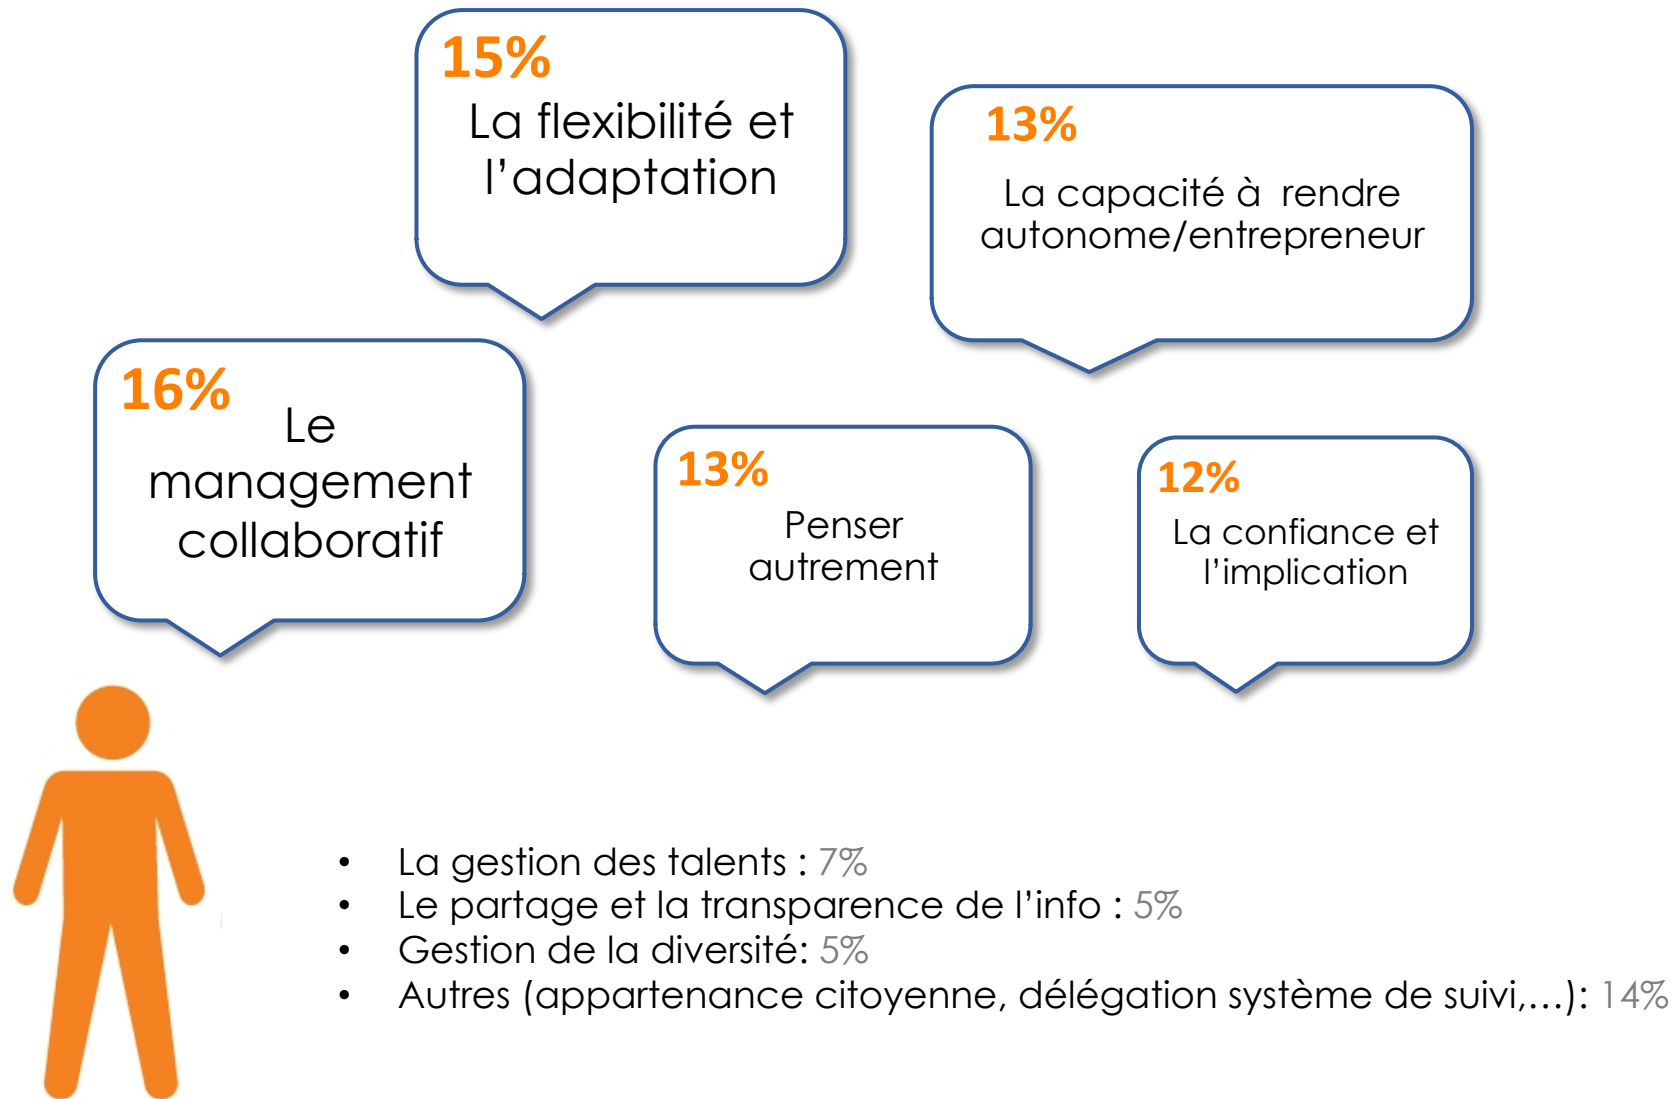 15%
La flexibilité et
l’adaptation
13%
La capacité à rendre
autonome/entrepreneur
16%
Le
management
collaboratif
13%
Penser
autrement
12%
La confiance et
l’implication
• La gestion des talents : 7%
• Le partage et la transparence de l’info : 5%
• Gestion de la diversité: 5%
• Autres (appartenance citoyenne, délégation système de suivi,…): 14%